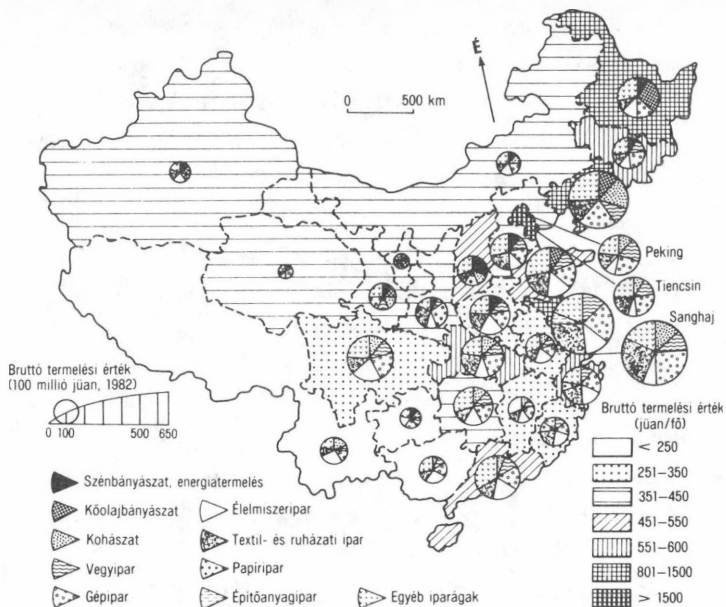 É
0 500 km
Peking
Tiencsin
Sanghaj
Bruttó termelési érték
(100 millió jüan, 1982)
0 100 500 650
Szénbányászat, energiatermelés
Kőolajbányászat
Kohászat
Vegyipar
Gépipar
Élelmiszeripar
Textil- és ruházati ipar
Papíripar
Építőanyagipar
Egyéb iparágak
Bruttó termelési érték
(jüan/fő)
< 250
251–350
351–450
451–550
551–600
801–1500
> 1500